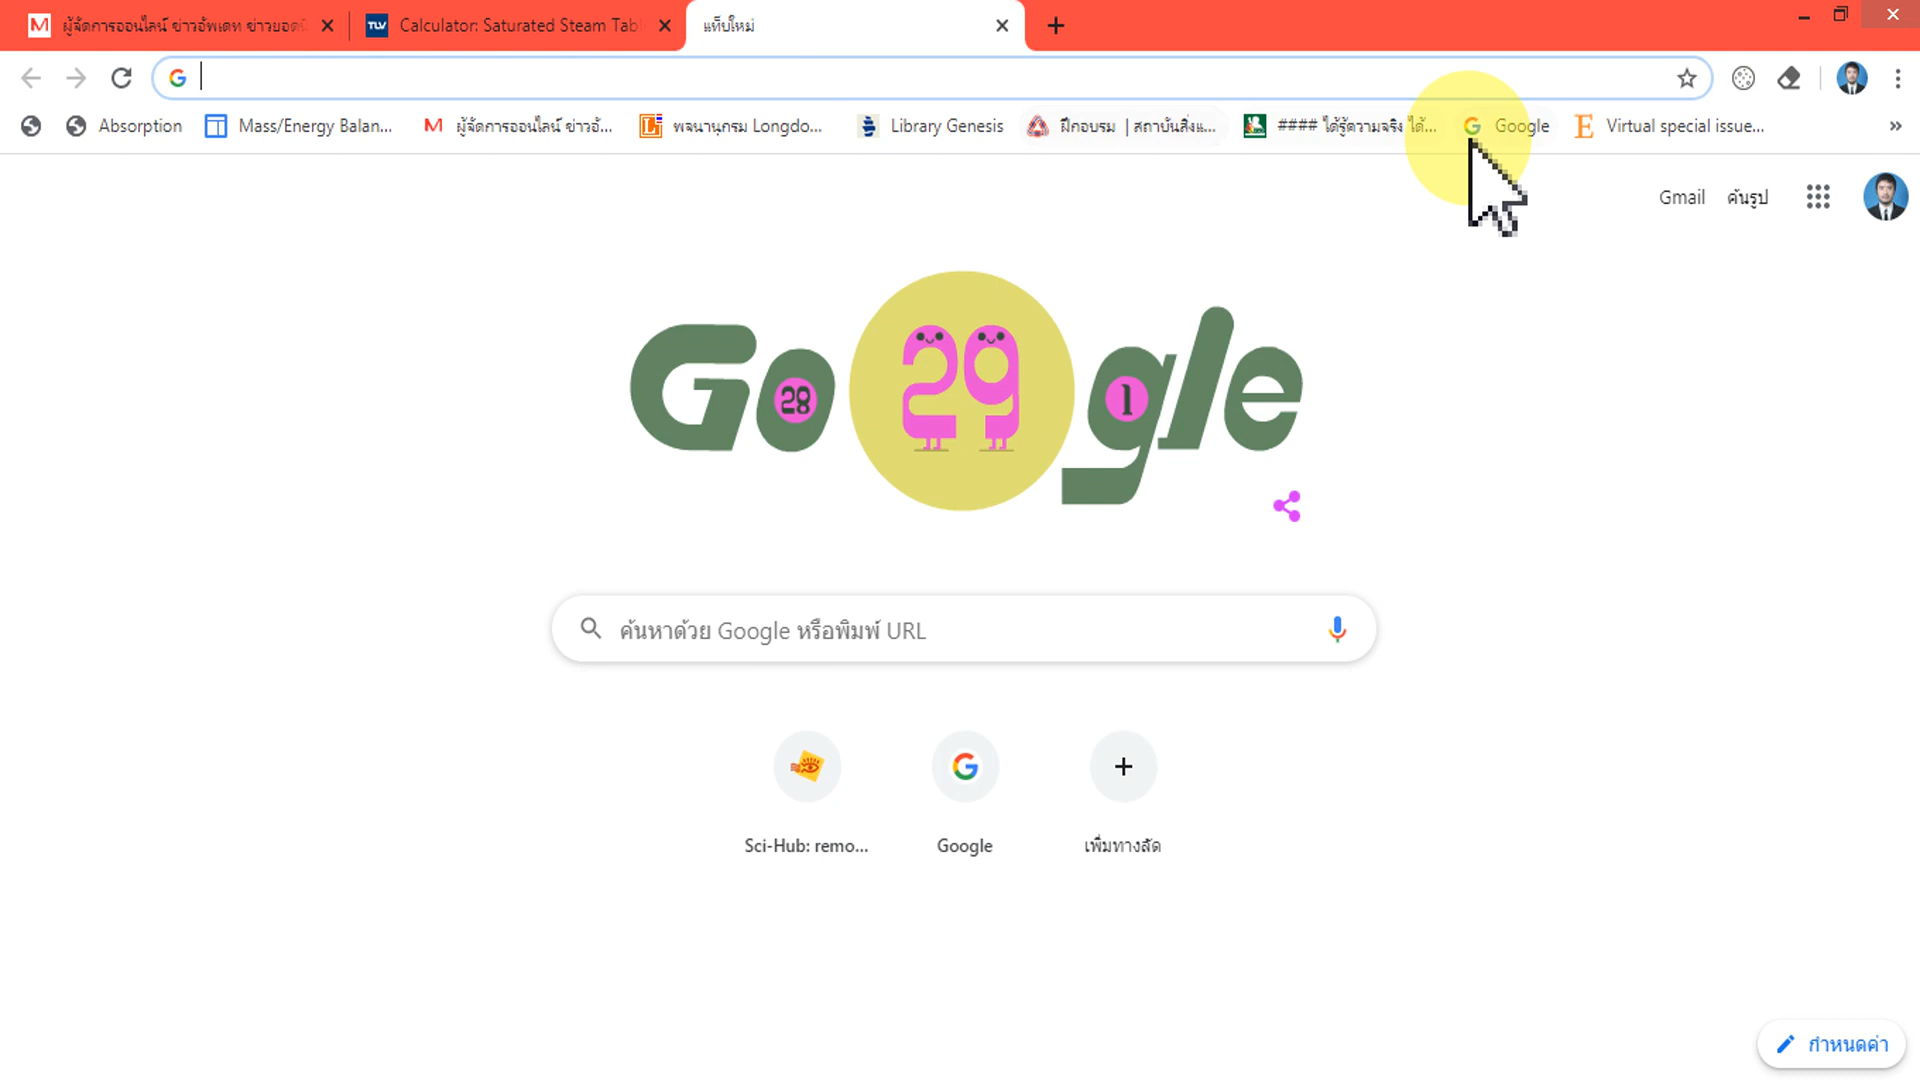 ผู้จัดการออนไลน์ ข่าวอัพเดท ข่าวยอดนิ
Calculator: Saturated Steam Tabl
แท็บใหม่
Absorption
Mass/Energy Balan...
ผู้จัดการออนไลน์ ข่าวอั...
พจนานุกรม Longdo...
Library Genesis
ฝึกอบรม | สถาบันสิ่งแ...
#### ได้รู้ความจริง ได้...
Google
Virtual special issue...
Gmail
ค้นรูป
Google
28
29
1
ค้นหาด้วย Google หรือพิมพ์ URL
Sci-Hub: remo...
Google
เพิ่มทางลัด
กำหนดค่า